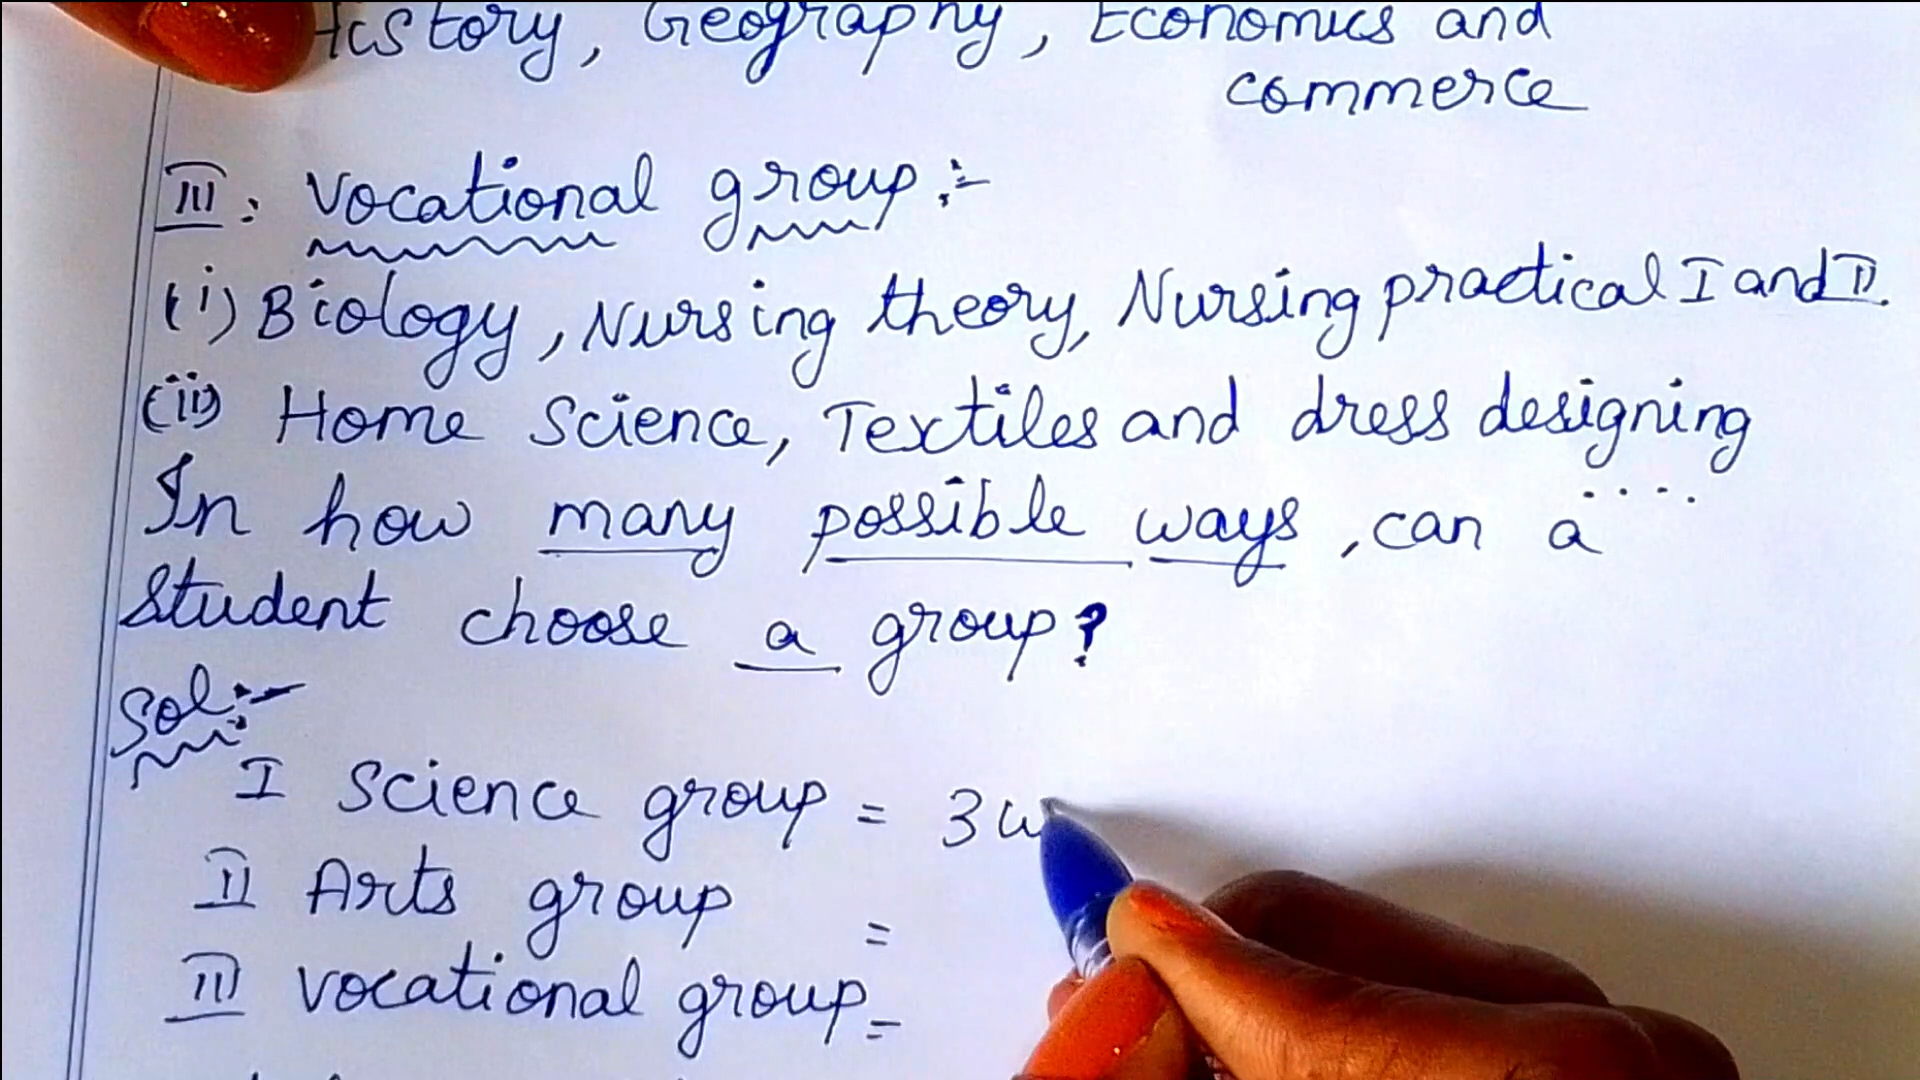 History, Geography, Economics and
commerce
III: Vocational group:-
(i) Biology, Nursing theory, Nursing practical I and II.
(ii) Home Science, Textiles and dress designing
In how many possible ways, can a
Student choose a group?
Sol:-
I Science group = 3 w
II Arts group =
III Vocational group =